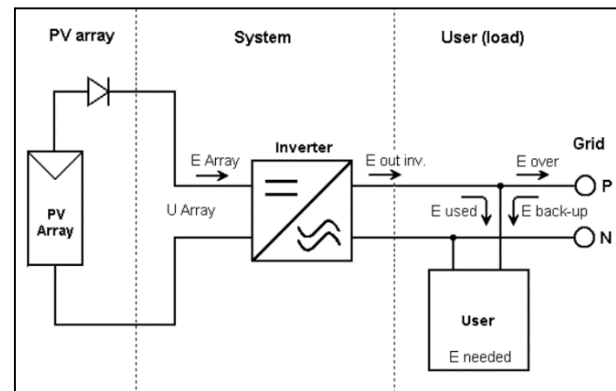 PV array
System
User (load)
Inverter
Grid
E Array
E out inv.
E over
P
PV
Array
U Array
E used
E back-up
N
User
E needed